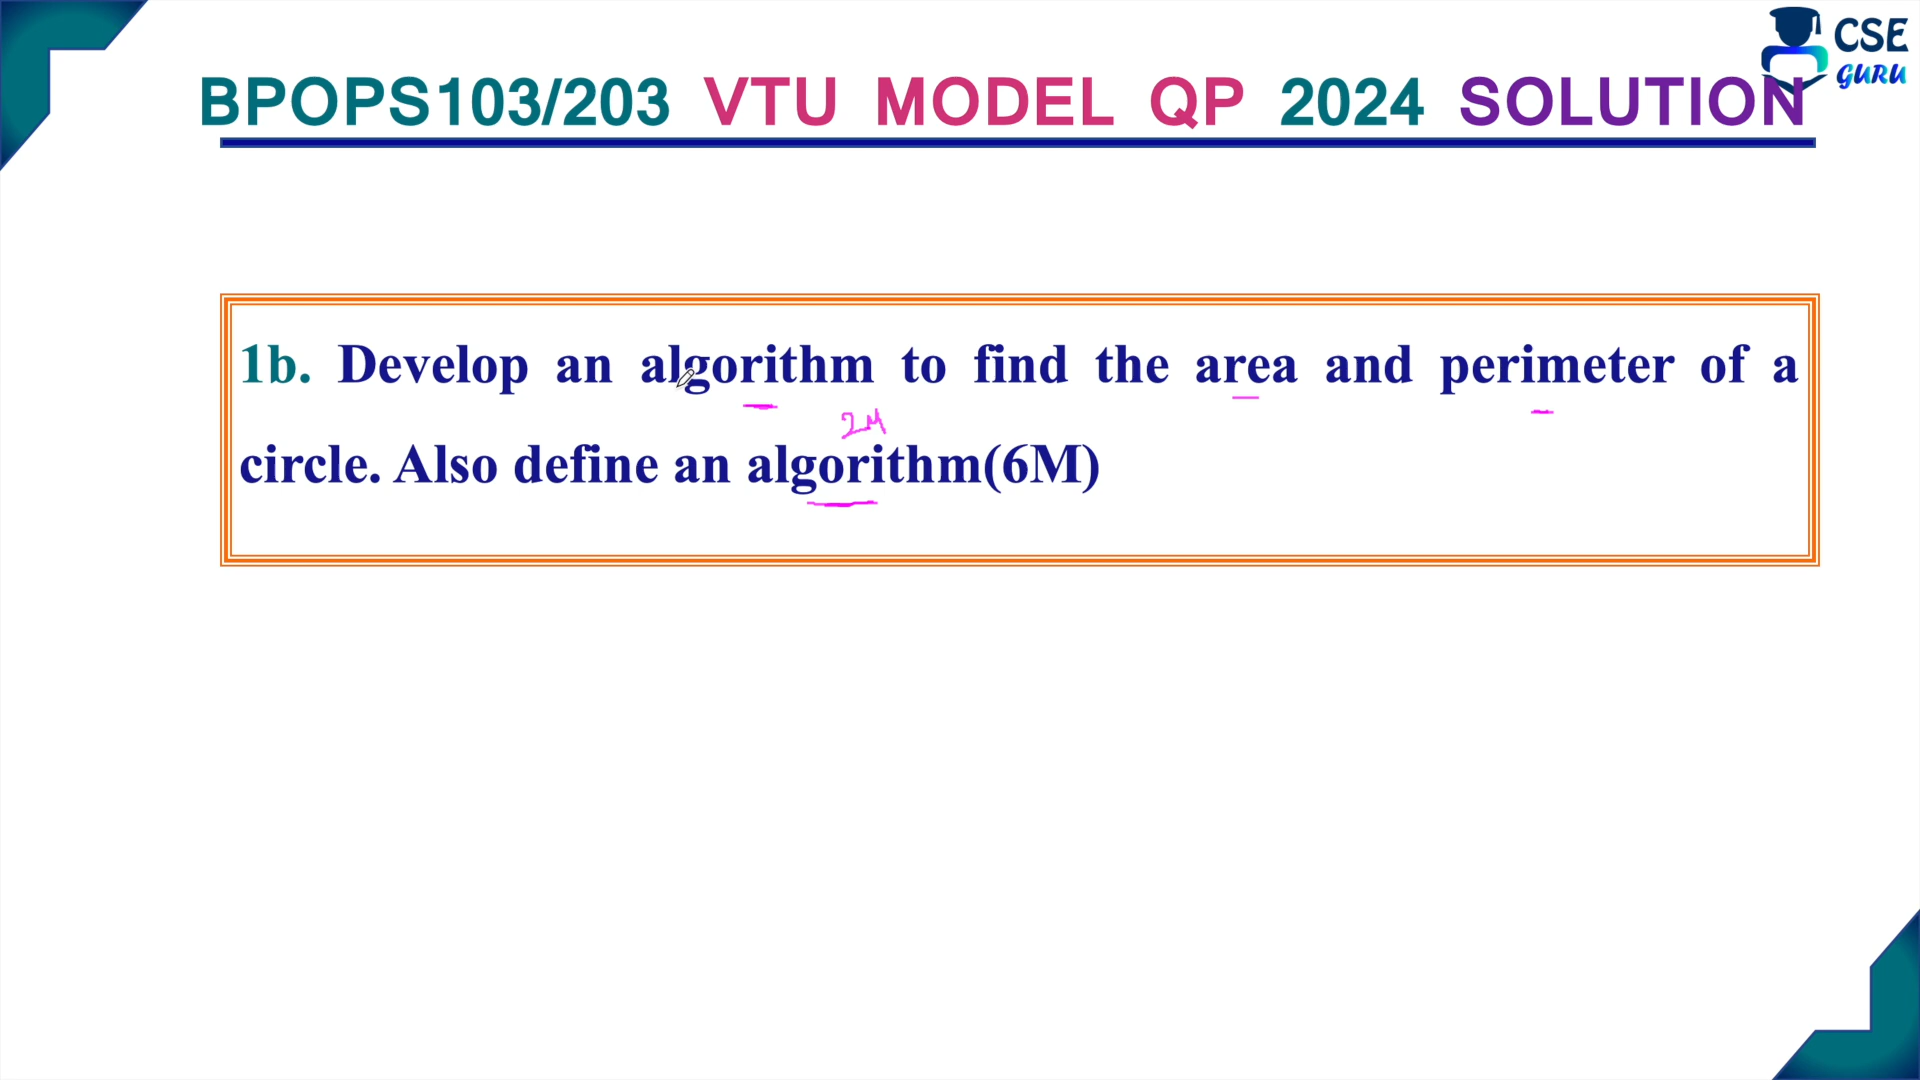 CSE
GURU
BPOPS103/203 VTU MODEL QP 2024 SOLUTION
1b. Develop an algorithm to find the area and perimeter of a
2M
circle. Also define an algorithm(6M)